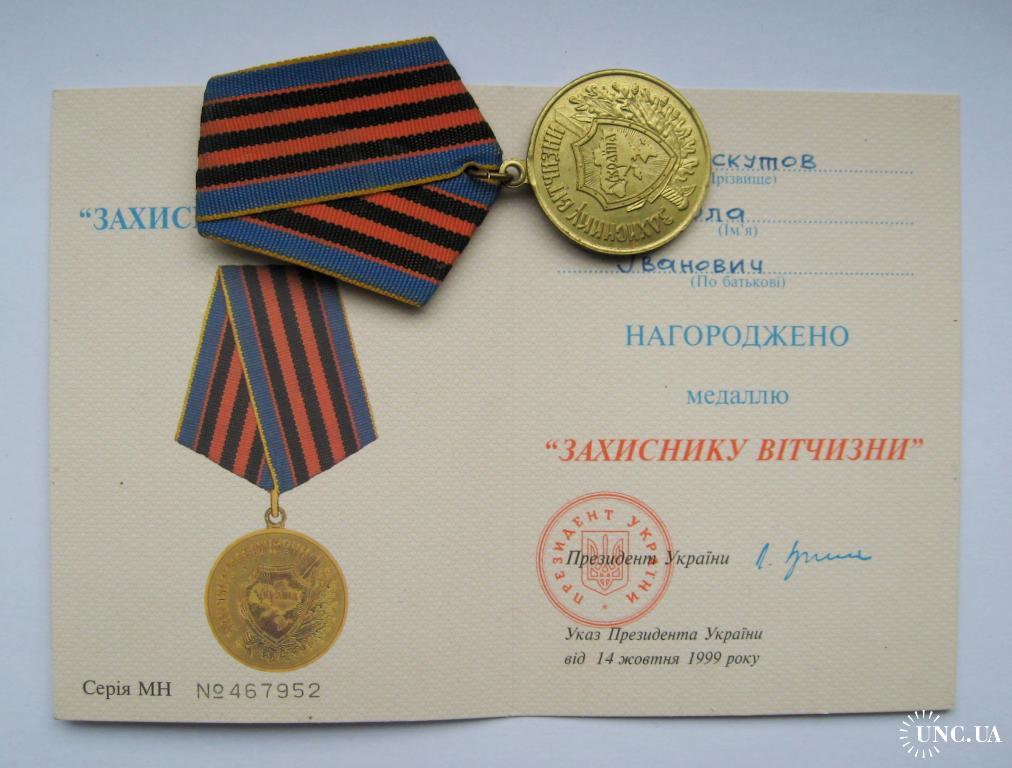 “ЗАХИС
скутов
(Прізвище)
ла
(Ім’я)
Іванович
(По батькові)
НАГОРОДЖЕНО
медаллю
“ЗАХИСНИКУ ВІТЧИЗНИ”
ПРЕЗИДЕНТ УКРАЇНИ
Президент України
Указ Президента України
від 14 жовтня 1999 року
Серія МН №467952
ЗАХИСНИКУ ВІТЧИЗНИ
Україна
UNC.UA